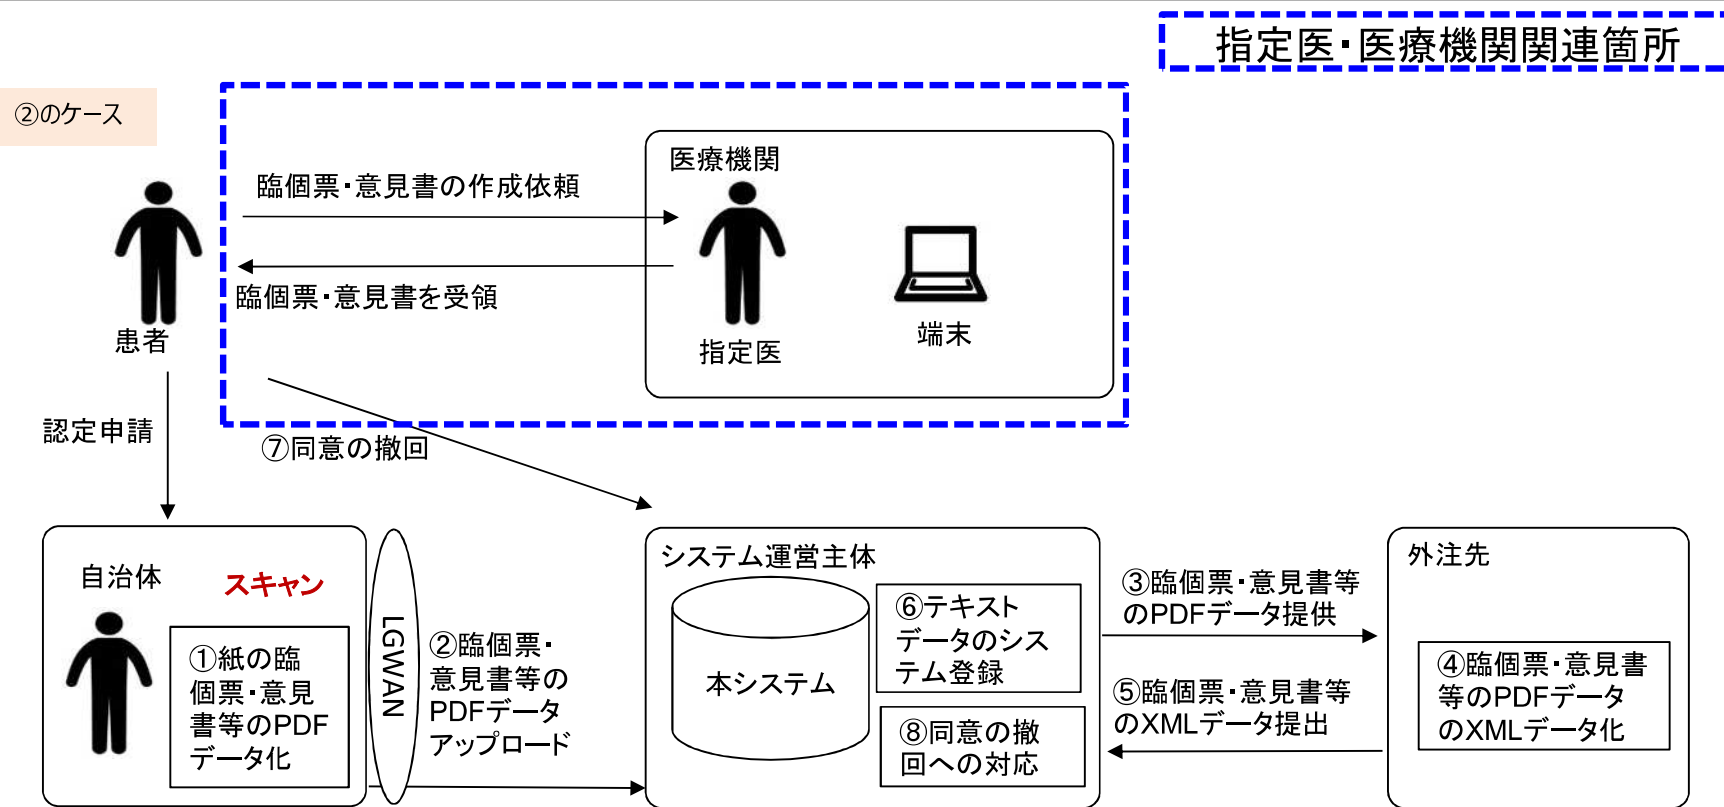 指定医・医療機関関連箇所
②のケース
医療機関
臨個票・意見書の作成依頼
臨個票・意見書を受領
患者
指定医
端末
認定申請
⑦同意の撤回
自治体
スキャン
①紙の臨
個票・意見
書等のPDF
データ化
LGWAN
②臨個票・
意見書等の
PDFデータ
アップロード
システム運営主体
本システム
⑥テキスト
データのシス
テム登録
⑧同意の撤
回への対応
③臨個票・意見書等
のPDFデータ提供
⑤臨個票・意見書等
のXMLデータ提出
外注先
④臨個票・意見書
等のPDFデータ
のXMLデータ化